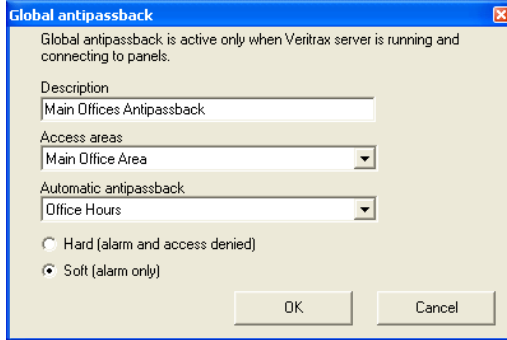 Global antipassback
Global antipassback is active only when Veritrax server is running and
connecting to panels.
Description
Main Offices Antipassback
Access areas
Main Office Area
Automatic antipassback
Office Hours
Hard (alarm and access denied)
Soft (alarm only)
OK Cancel